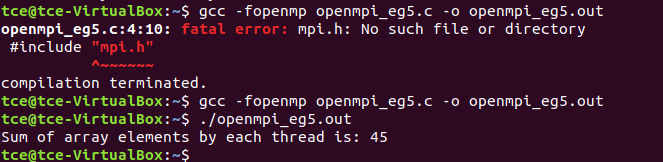 tce@tce-VirtualBox:~$ gcc -fopenmp openmpi_eg5.c -o openmpi_eg5.out
openmpi_eg5.c:4:10: fatal error: mpi.h: No such file or directory
 #include "mpi.h"
          ^~~~~~~
compilation terminated.
tce@tce-VirtualBox:~$ gcc -fopenmp openmpi_eg5.c -o openmpi_eg5.out
tce@tce-VirtualBox:~$ ./openmpi_eg5.out
Sum of array elements by each thread is: 45
tce@tce-VirtualBox:~$